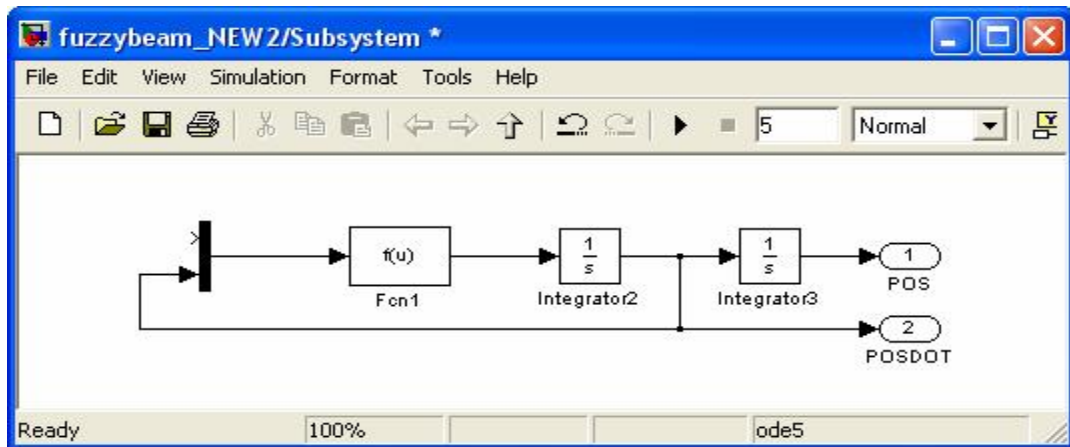 fuzzybeam_NEW2/Subsystem *
File Edit View Simulation Format Tools Help
5 Normal
f(u)
Fcn1
1
s
Integrator2
1
s
Integrator3
1
POS
2
POSDOT
Ready 100% ode5